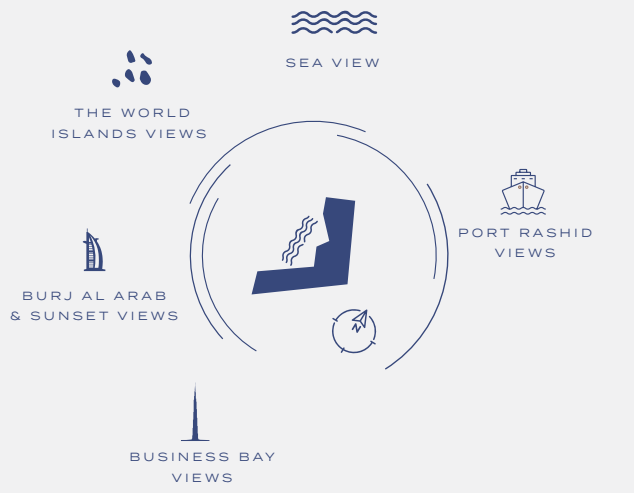 SEA VIEW
THE WORLD
ISLANDS VIEWS
PORT RASHID
VIEWS
BURJ AL ARAB
& SUNSET VIEWS
N
BUSINESS BAY
VIEWS